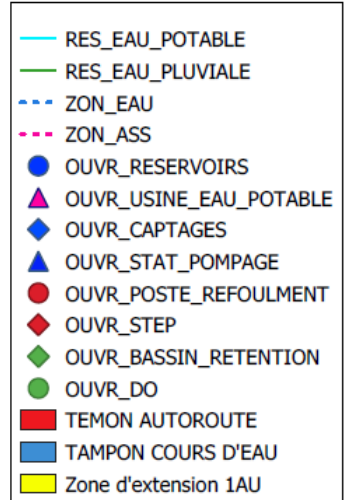 RES_EAU_POTABLE
RES_EAU_PLUVIALE
ZON_EAU
ZON_ASS
OUVR_RESERVOIRS
OUVR_USINE_EAU_POTABLE
OUVR_CAPTAGES
OUVR_STAT_POMPAGE
OUVR_POSTE_REFOULMENT
OUVR_STEP
OUVR_BASSIN_RETENTION
OUVR_DO
TEMON AUTOROUTE
TAMPON COURS D'EAU
Zone d'extension 1AU